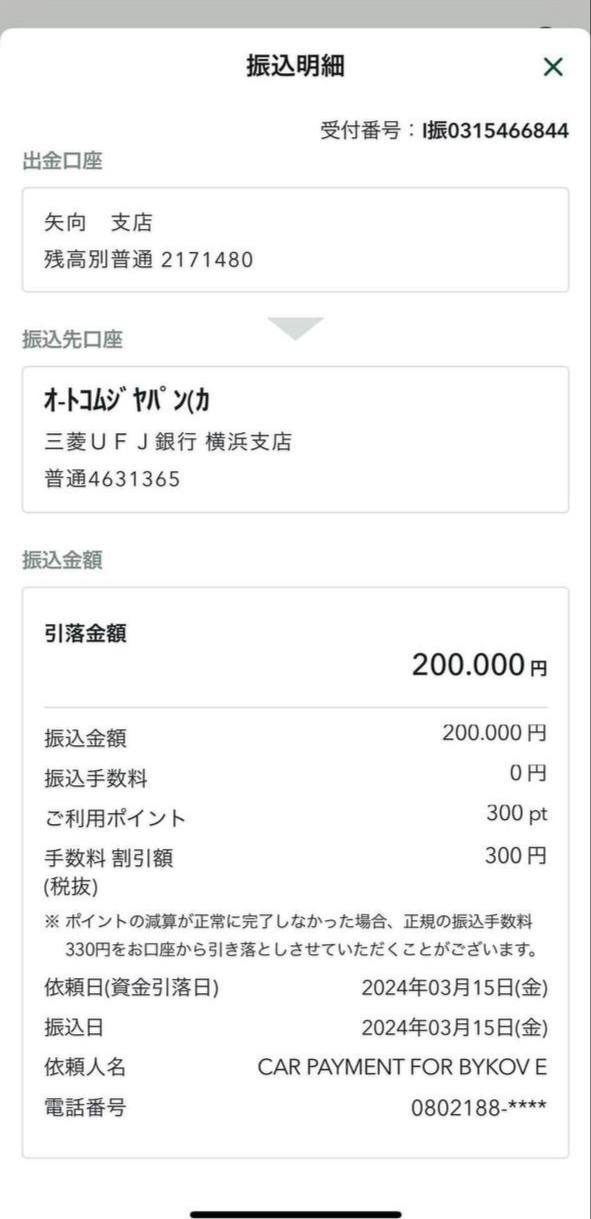 振込明細
受付番号：I振0315466844
出金口座
矢向　支店
残高別普通 2171480
振込先口座
ｵｰﾄｺﾑｼﾞﾔﾊﾟﾝ(ｶ
三菱ＵＦＪ銀行 横浜支店
普通4631365
振込金額
引落金額
200.000 円
振込金額 200.000 円
振込手数料 0 円
ご利用ポイント 300 pt
手数料 割引額 300 円
(税抜)
※ ポイントの減算が正常に完了しなかった場合、正規の振込手数料
330円をお口座から引き落としさせていただくことがございます。
依頼日(資金引落日) 2024年03月15日(金)
振込日 2024年03月15日(金)
依頼人名 CAR PAYMENT FOR BYKOV E
電話番号 0802188-****